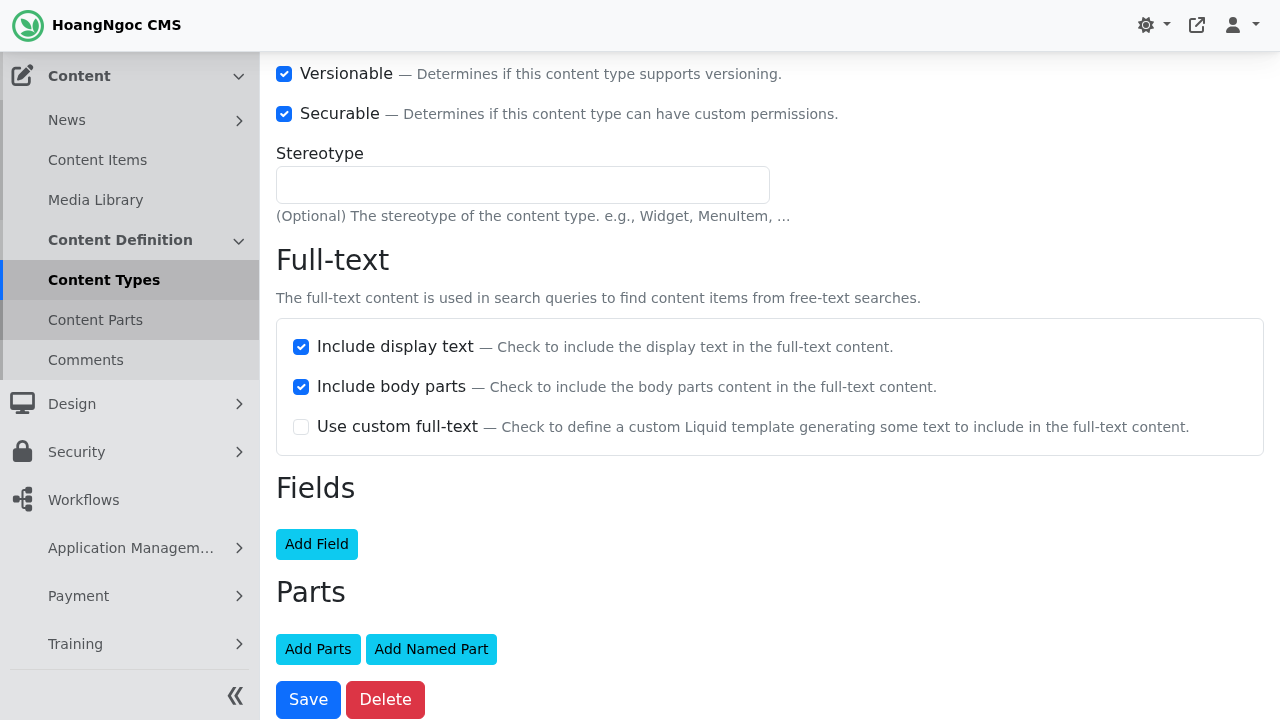 HoangNgoc CMS
Content
News
Content Items
Media Library
Content Definition
Content Types
Content Parts
Comments
Design
Security
Workflows
Application Managem…
Payment
Training
Versionable — Determines if this content type supports versioning.
Securable — Determines if this content type can have custom permissions.
Stereotype
(Optional) The stereotype of the content type. e.g., Widget, MenuItem, ...
Full-text
The full-text content is used in search queries to find content items from free-text searches.
Include display text — Check to include the display text in the full-text content.
Include body parts — Check to include the body parts content in the full-text content.
Use custom full-text — Check to define a custom Liquid template generating some text to include in the full-text content.
Fields
Add Field
Parts
Add Parts Add Named Part
Save Delete